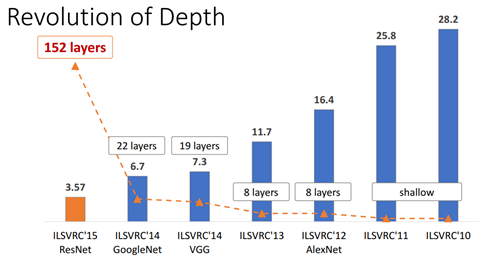 Revolution of Depth
152 layers
3.57
22 layers
6.7
19 layers
7.3
11.7
8 layers
16.4
8 layers
25.8
28.2
shallow
ILSVRC'15
ResNet
ILSVRC'14
GoogleNet
ILSVRC'14
VGG
ILSVRC'13
ILSVRC'12
AlexNet
ILSVRC'11
ILSVRC'10